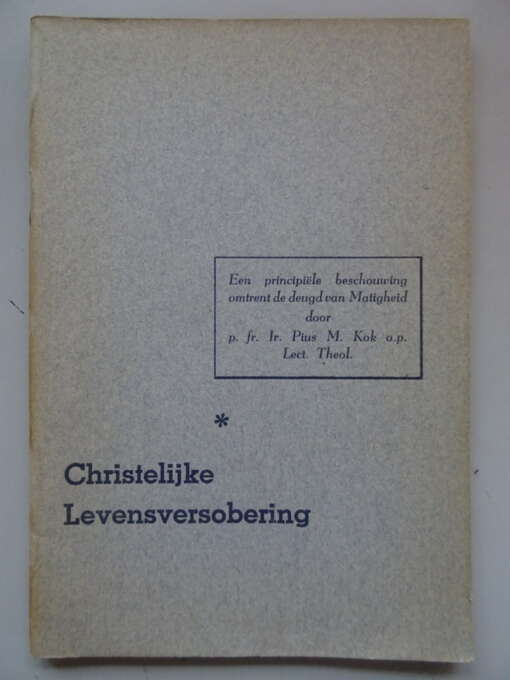 Een principiële beschouwing
omtrent de deugd van Matigheid
door
p. fr. Ir. Pius M. Kok o.p.
Lect. Theol.
*
Christelijke
Levensversobering